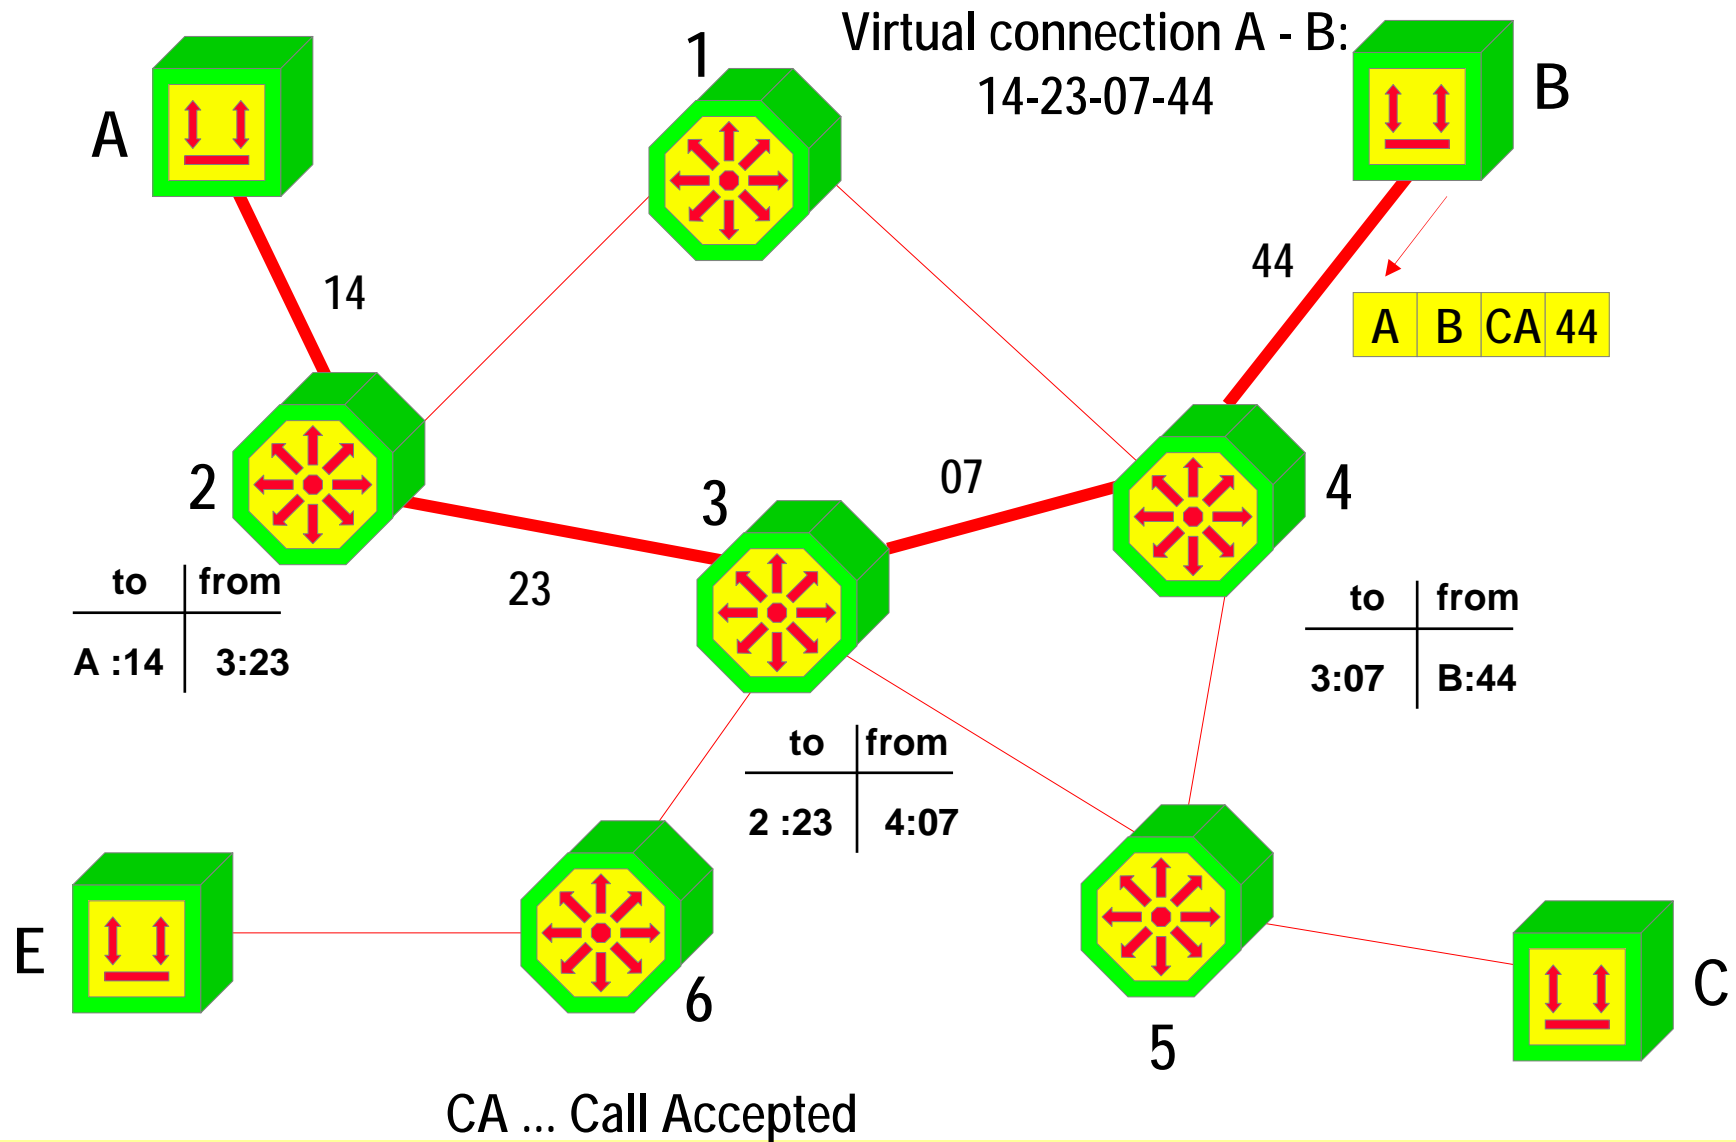 Virtual connection A - B:
14-23-07-44
1
A
B
14
44
A B CA 44
2
3
07
4
23
to from
A :14 3:23
to from
3:07 B:44
to from
2 :23 4:07
E
6
5
C
CA ... Call Accepted